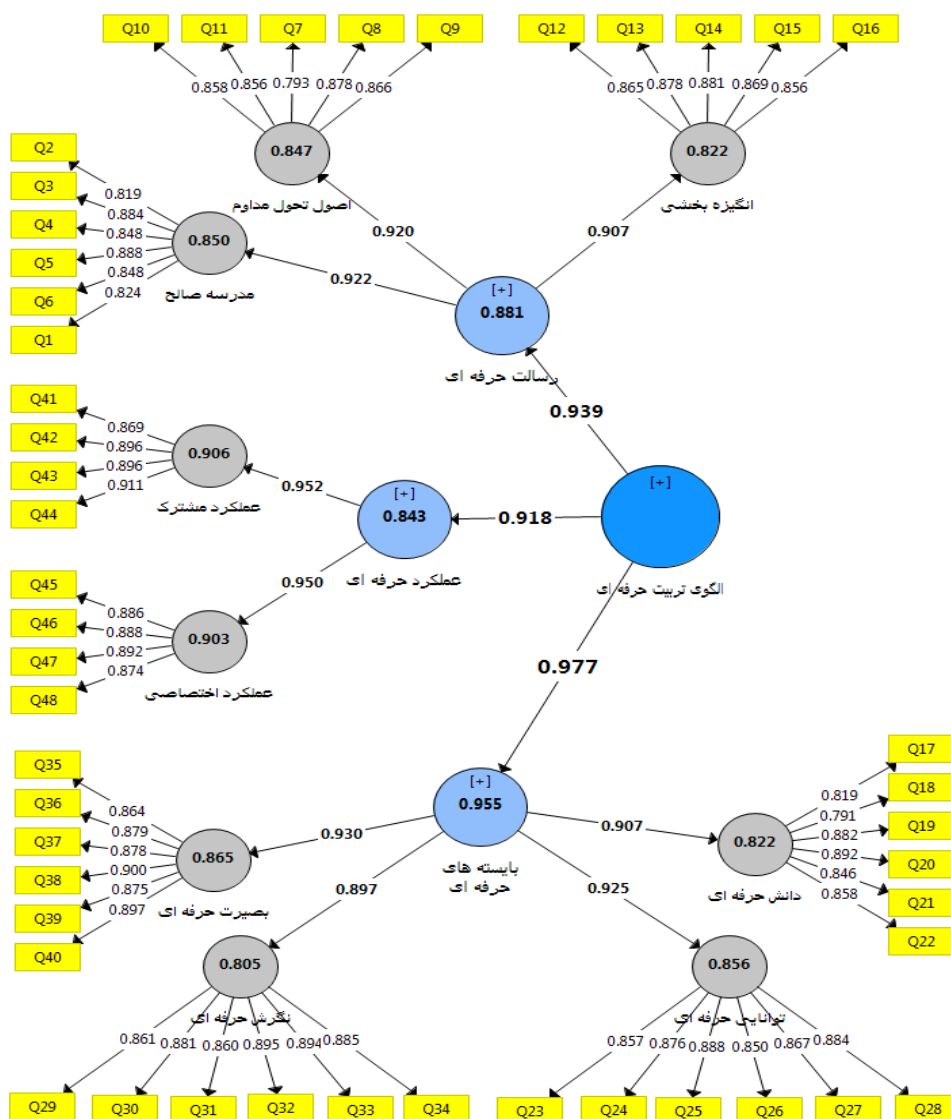 Q10 Q11 Q7 Q8 Q9
0.858 0.856 0.793 0.878 0.866
0.847
اصول تحول مداوم
Q12 Q13 Q14 Q15 Q16
0.865 0.878 0.881 0.869 0.856
0.822
انگیزه بخشی
Q2
Q3
Q4
Q5
Q6
Q1
0.819
0.884
0.848
0.888
0.848
0.824
0.850
مدرسه صالح
0.920
0.907
0.922
[+]
0.881
رسالت حرفه ای
0.939
Q41
Q42
Q43
Q44
0.869
0.896
0.896
0.911
0.906
عملکرد مشترک
0.952
[+]
0.843
عملکرد حرفه ای
0.918
[+]
الگوی تربیت حرفه ای
0.950
Q45
Q46
Q47
Q48
0.886
0.888
0.892
0.874
0.903
عملکرد اختصاصی
0.977
Q35
Q36
Q37
Q38
Q39
Q40
0.864
0.879
0.878
0.900
0.875
0.897
0.865
بصیرت حرفه ای
0.930
[+]
0.955
بایسته های
حرفه ای
0.907
0.897
0.925
0.822
دانش حرفه ای
Q17
Q18
Q19
Q20
Q21
Q22
0.819
0.791
0.882
0.892
0.846
0.858
0.805
نگرش حرفه ای
0.861 0.881 0.860 0.895 0.894 0.885
Q29 Q30 Q31 Q32 Q33 Q34
0.856
توانایی حرفه ای
0.857 0.876 0.888 0.850 0.867 0.884
Q23 Q24 Q25 Q26 Q27 Q28